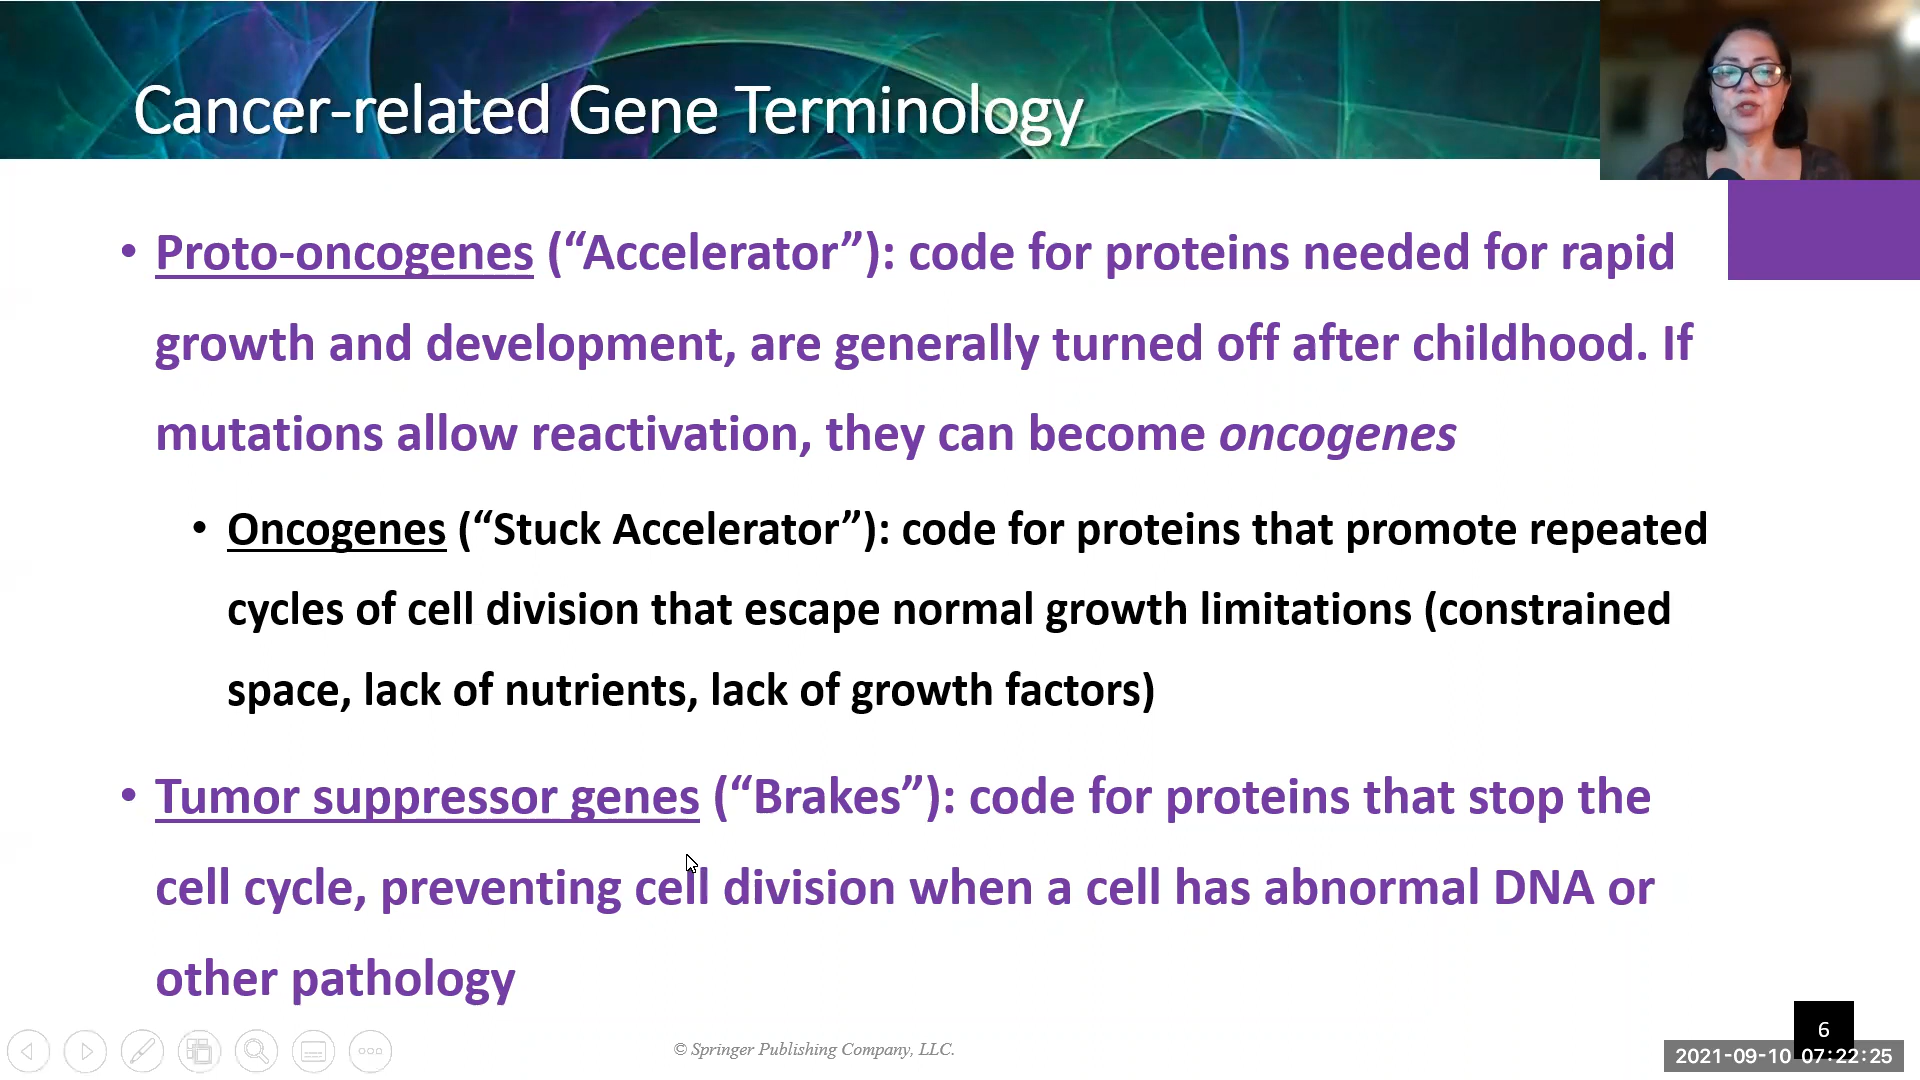 Cancer-related Gene Terminology
• Proto-oncogenes (“Accelerator”): code for proteins needed for rapid
growth and development, are generally turned off after childhood. If
mutations allow reactivation, they can become oncogenes
• Oncogenes (“Stuck Accelerator”): code for proteins that promote repeated
cycles of cell division that escape normal growth limitations (constrained
space, lack of nutrients, lack of growth factors)
• Tumor suppressor genes (“Brakes”): code for proteins that stop the
cell cycle, preventing cell division when a cell has abnormal DNA or
other pathology
© Springer Publishing Company, LLC.
6
2021-09-10 07:22:25